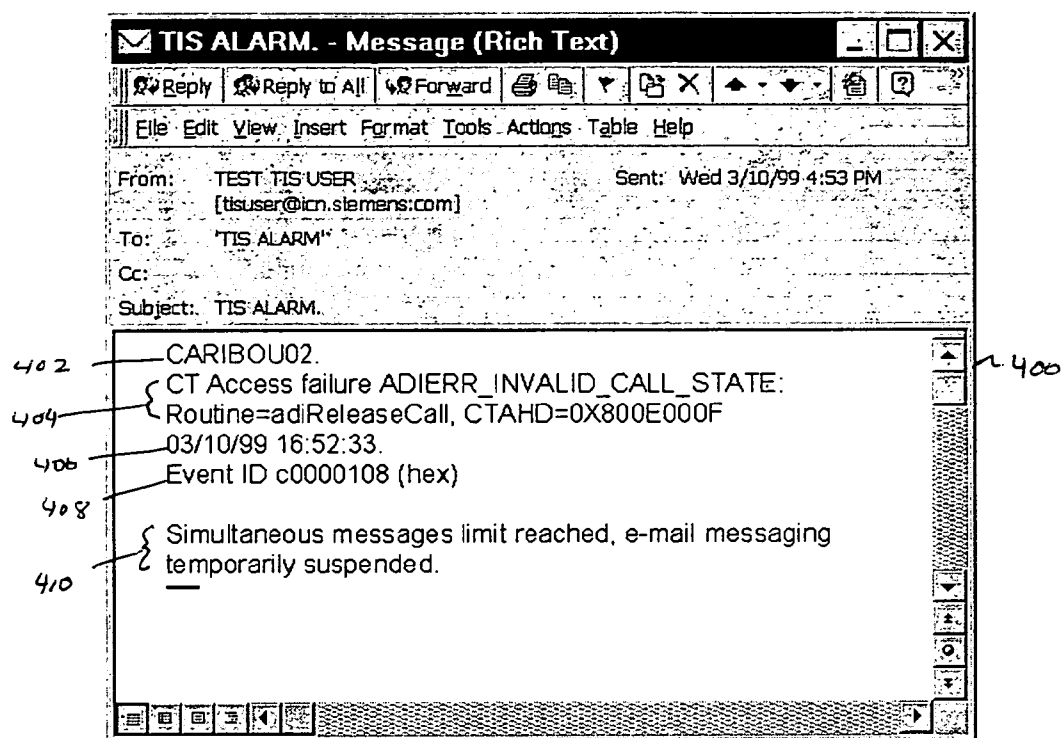 TIS ALARM. - Message (Rich Text)
Reply Reply to All Forward
File Edit View Insert Format Tools Actions Table Help
From: TEST TIS USER Sent: Wed 3/10/99 4:53 PM
[tisuser@icn.siemens.com]
To: 'TIS ALARM'
Cc:
Subject: TIS ALARM.
402 CARIBOU02.
400
CT Access failure ADIERR_INVALID_CALL_STATE:
404 Routine=adiReleaseCall, CTAHD=0X800E000F
406 03/10/99 16:52:33.
408 Event ID c0000108 (hex)
Simultaneous messages limit reached, e-mail messaging
410 temporarily suspended.